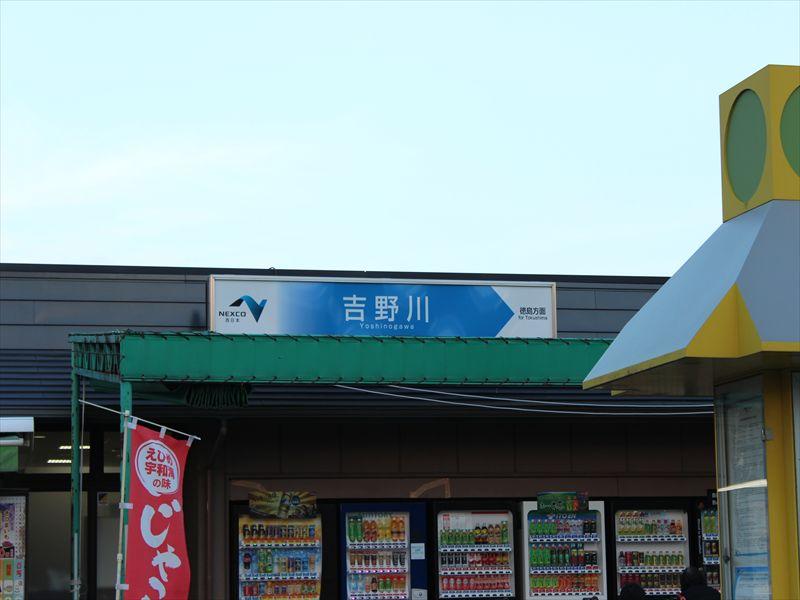 NEXCO
西日本
吉野川
Yoshinogawa
徳島方面
for Tokushima
えひめ
宇和島
の味
じゃ